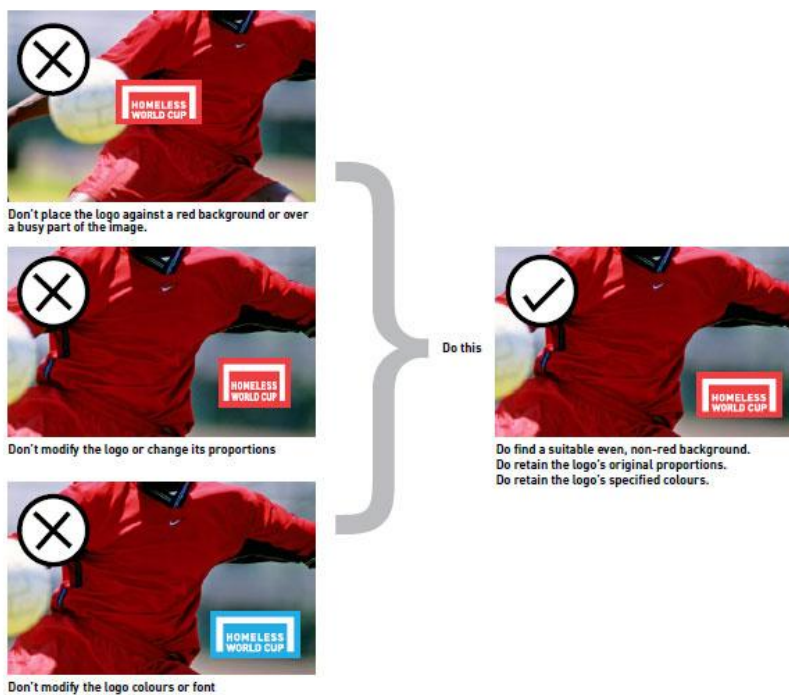 HOMELESS
WORLD CUP
Don't place the logo against a red background or over
a busy part of the image.
HOMELESS
WORLD CUP
Don't modify the logo or change its proportions
HOMELESS
WORLD CUP
Don't modify the logo colours or font
Do this
HOMELESS
WORLD CUP
Do find a suitable even, non-red background.
Do retain the logo's original proportions.
Do retain the logo's specified colours.